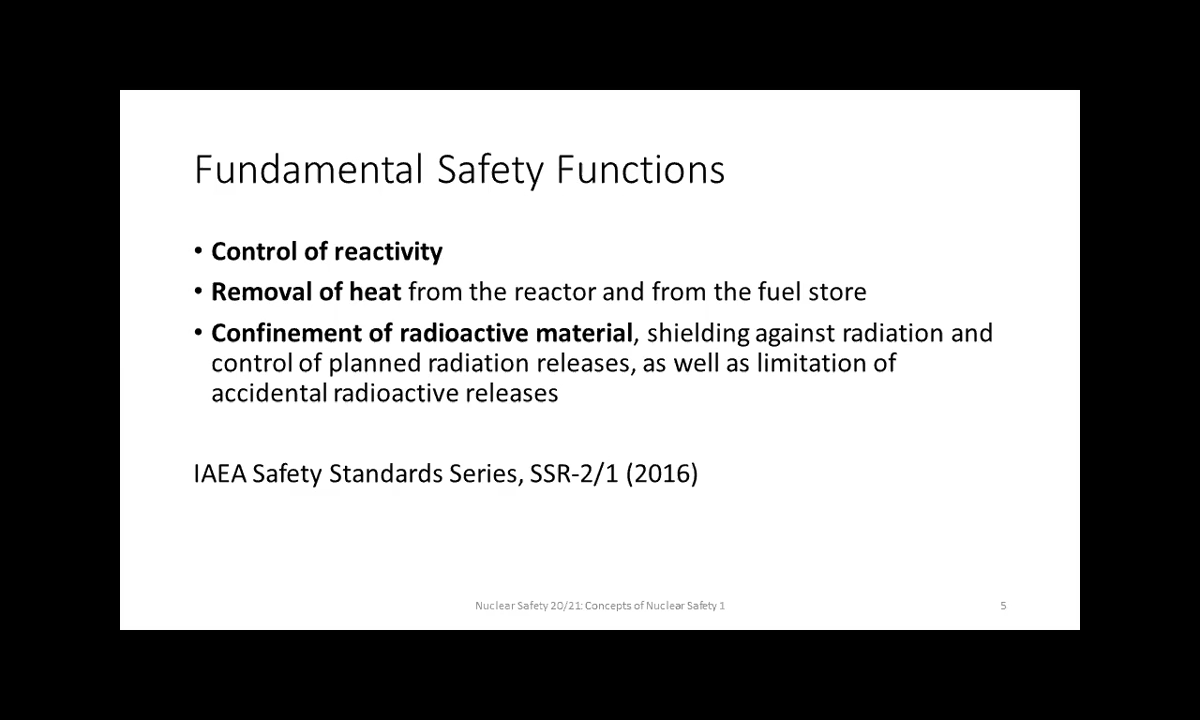 Fundamental Safety Functions
• Control of reactivity
• Removal of heat from the reactor and from the fuel store
• Confinement of radioactive material, shielding against radiation and
control of planned radiation releases, as well as limitation of
accidental radioactive releases
IAEA Safety Standards Series, SSR-2/1 (2016)
Nuclear Safety 20/21: Concepts of Nuclear Safety 1
5